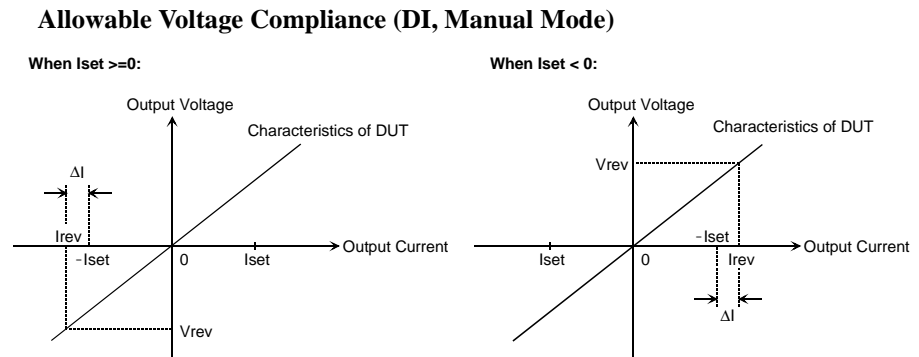 Allowable Voltage Compliance (DI, Manual Mode)
When Iset >=0:
Output Voltage
Characteristics of DUT
ΔI
Irev
-Iset
0
Iset
Output Current
Vrev
When Iset < 0:
Output Voltage
Characteristics of DUT
Vrev
-Iset
Output Current
Iset
0
Irev
ΔI